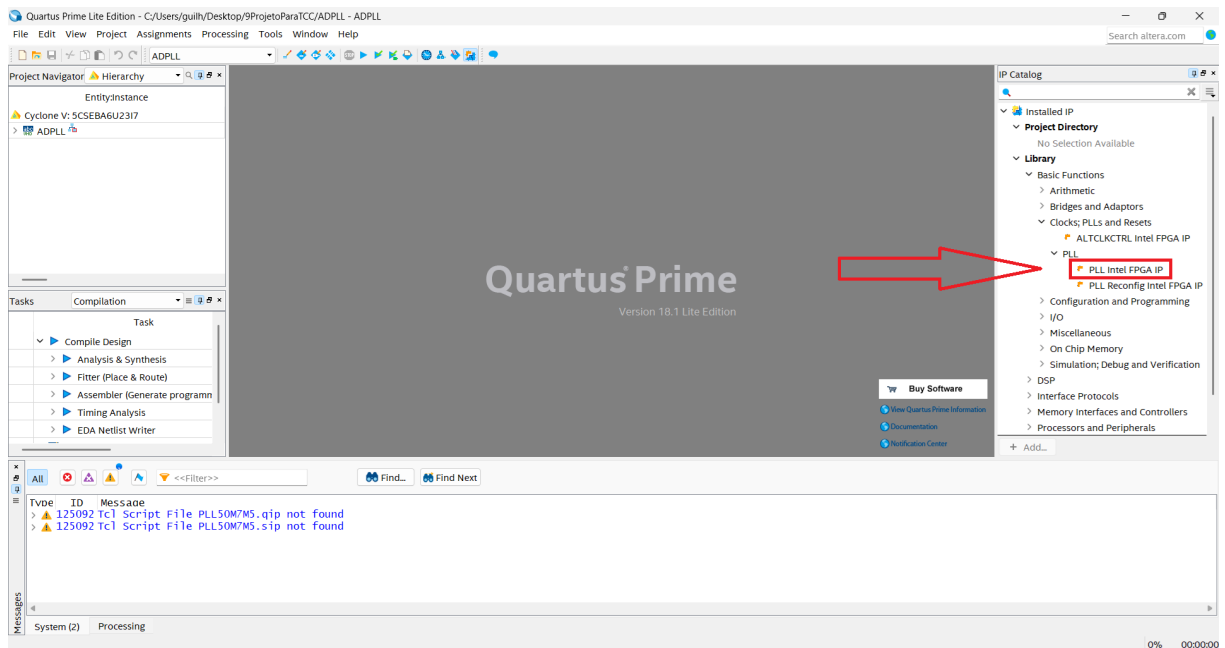 Quartus Prime Lite Edition - C:/Users/guilh/Desktop/9ProjetoParaTCC/ADPLL - ADPLL
File Edit View Project Assignments Processing Tools Window Help
Search altera.com
ADPLL
Project Navigator Hierarchy
Entity:Instance
Cyclone V: 5CSEBA6U23I7
ADPLL
Tasks Compilation
Task
Compile Design
Analysis & Synthesis
Fitter (Place & Route)
Assembler (Generate programm
Timing Analysis
EDA Netlist Writer
Quartus Prime
Version 18.1 Lite Edition
Buy Software
View Quartus Prime Information
Documentation
Notification Center
IP Catalog
Installed IP
Project Directory
No Selection Available
Library
Basic Functions
Arithmetic
Bridges and Adaptors
Clocks; PLLs and Resets
ALTCLKCTRL Intel FPGA IP
PLL
PLL Intel FPGA IP
PLL Reconfig Intel FPGA IP
Configuration and Programming
I/O
Miscellaneous
On Chip Memory
Simulation; Debug and Verification
DSP
Interface Protocols
Memory Interfaces and Controllers
Processors and Peripherals
+ Add...
All <<Filter>> Find... Find Next
Type ID Message
125092 Tcl Script File PLL50M7M5.qip not found
125092 Tcl Script File PLL50M7M5.sip not found
Messages
System (2) Processing
0% 00:00:00